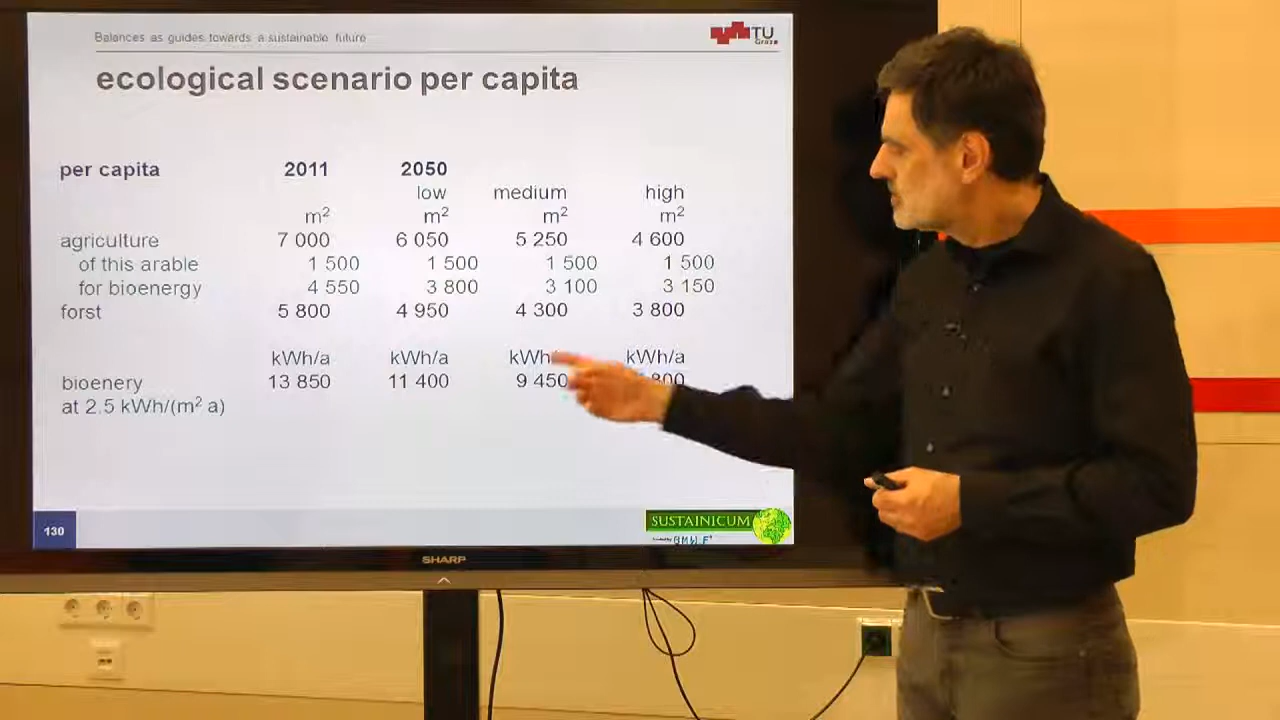 Balances as guides towards a sustainable future
TU
Graz
ecological scenario per capita
per capita 2011 2050
low medium high
m² m² m² m²
agriculture 7 000 6 050 5 250 4 600
of this arable 1 500 1 500 1 500 1 500
for bioenergy 4 550 3 800 3 100 3 150
forst 5 800 4 950 4 300 3 800
kWh/a kWh/a kWh kWh/a
bioenery 13 850 11 400 9 450 800
at 2.5 kWh/(m² a)
130
SUSTAINICUM
SHARP